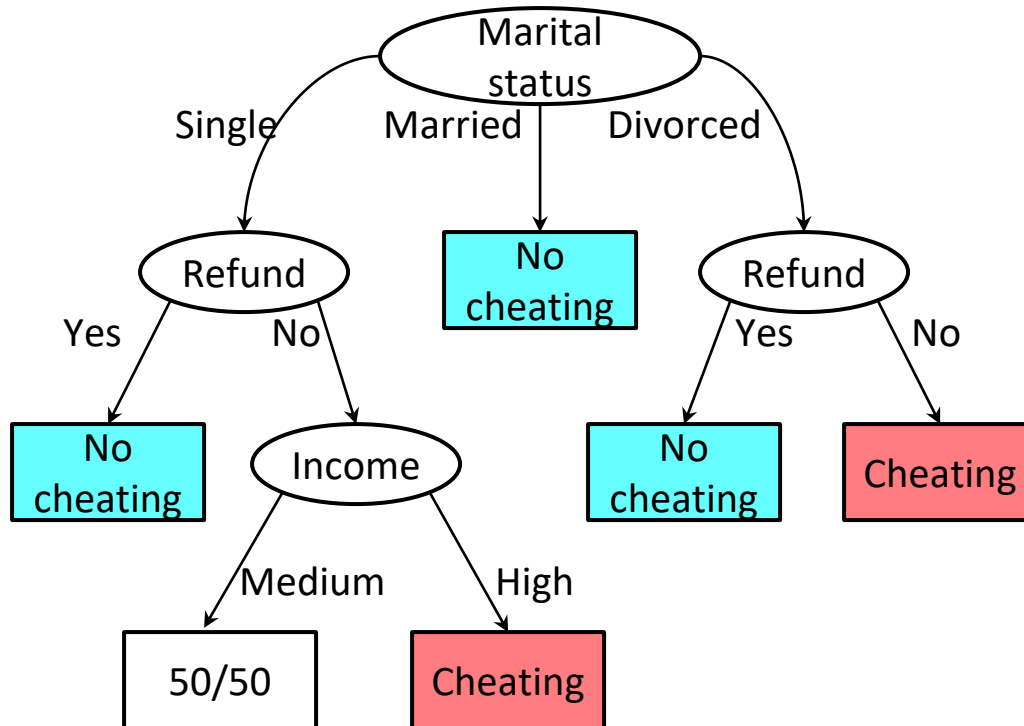 Marital
status
Single
Married
Divorced
Refund
No
cheating
Refund
Yes
No
Yes
No
No
cheating
Income
No
cheating
Cheating
Medium
High
50/50
Cheating